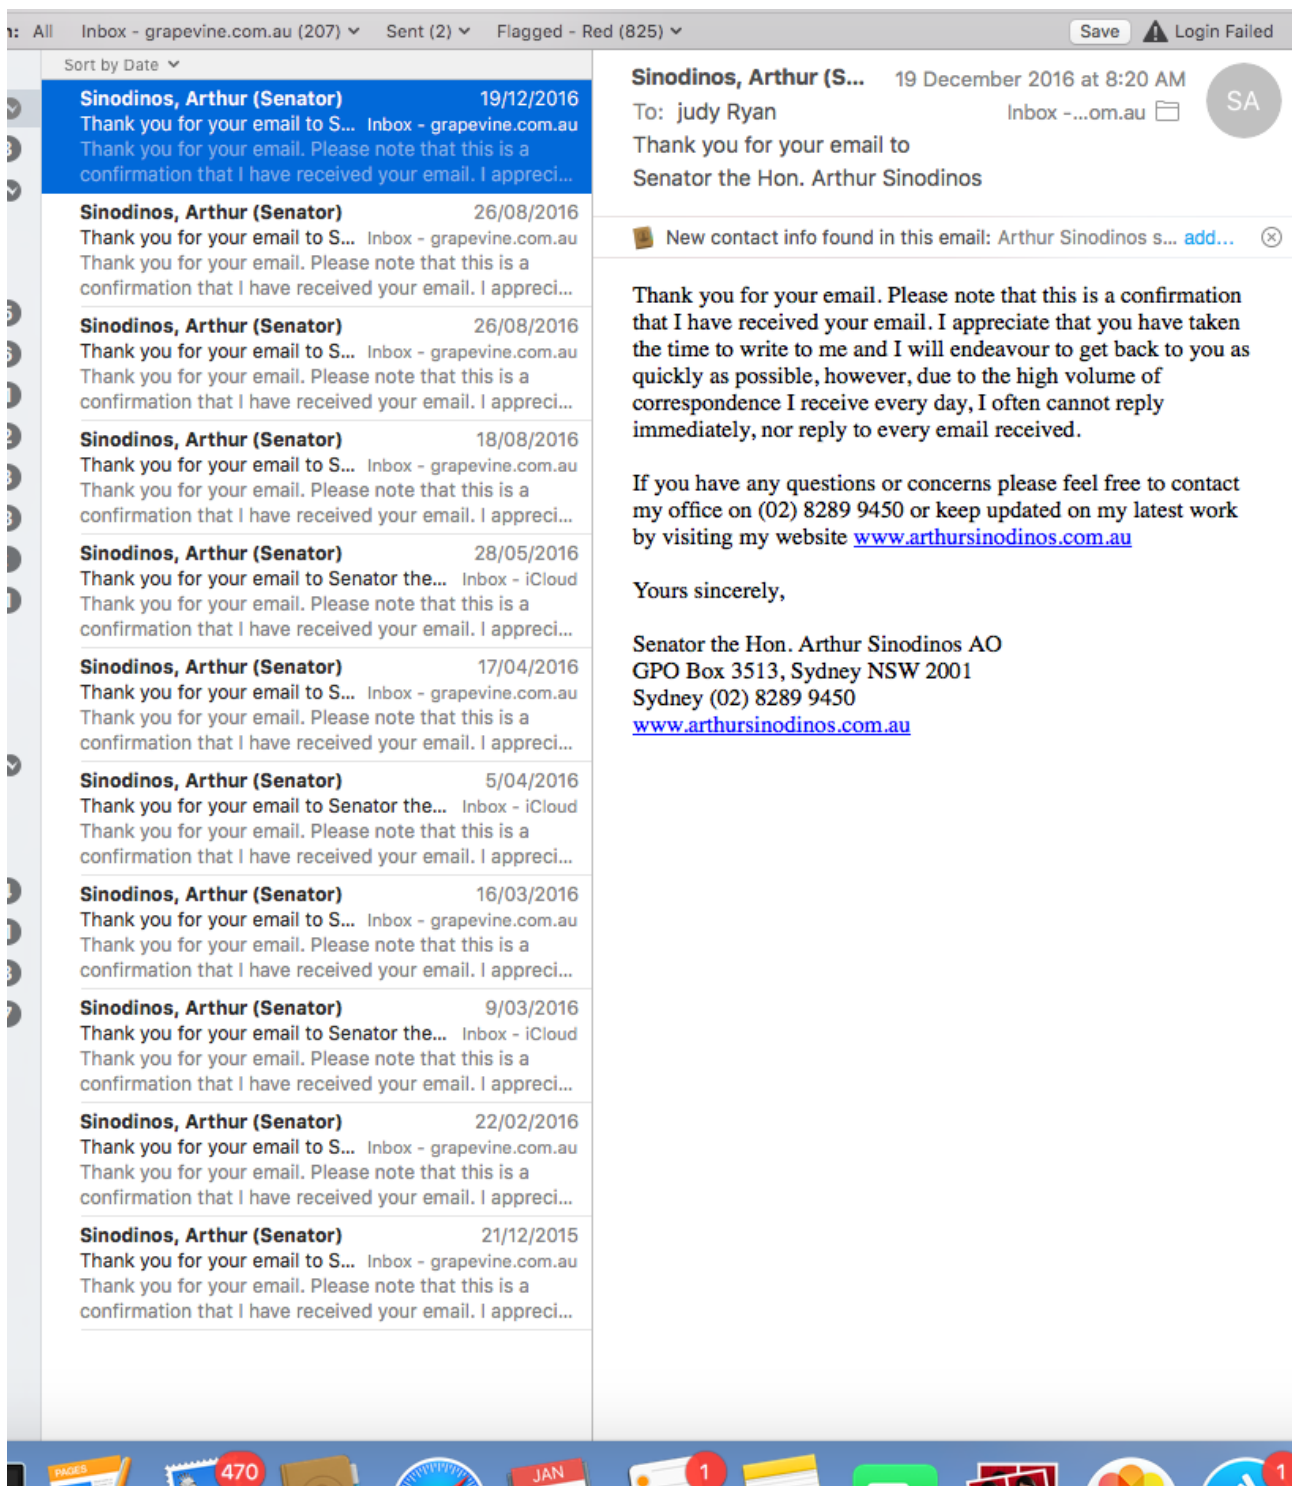 All Inbox - grapevine.com.au (207) Sent (2) Flagged - Red (825) Save Login Failed
Sort by Date
Sinodinos, Arthur (Senator) 19/12/2016
Thank you for your email to S... Inbox - grapevine.com.au
Thank you for your email. Please note that this is a
confirmation that I have received your email. I appreci...
Sinodinos, Arthur (Senator) 26/08/2016
Thank you for your email to S... Inbox - grapevine.com.au
Thank you for your email. Please note that this is a
confirmation that I have received your email. I appreci...
Sinodinos, Arthur (Senator) 26/08/2016
Thank you for your email to S... Inbox - grapevine.com.au
Thank you for your email. Please note that this is a
confirmation that I have received your email. I appreci...
Sinodinos, Arthur (Senator) 18/08/2016
Thank you for your email to S... Inbox - grapevine.com.au
Thank you for your email. Please note that this is a
confirmation that I have received your email. I appreci...
Sinodinos, Arthur (Senator) 28/05/2016
Thank you for your email to Senator the... Inbox - iCloud
Thank you for your email. Please note that this is a
confirmation that I have received your email. I appreci...
Sinodinos, Arthur (Senator) 17/04/2016
Thank you for your email to S... Inbox - grapevine.com.au
Thank you for your email. Please note that this is a
confirmation that I have received your email. I appreci...
Sinodinos, Arthur (Senator) 5/04/2016
Thank you for your email to Senator the... Inbox - iCloud
Thank you for your email. Please note that this is a
confirmation that I have received your email. I appreci...
Sinodinos, Arthur (Senator) 16/03/2016
Thank you for your email to S... Inbox - grapevine.com.au
Thank you for your email. Please note that this is a
confirmation that I have received your email. I appreci...
Sinodinos, Arthur (Senator) 9/03/2016
Thank you for your email to Senator the... Inbox - iCloud
Thank you for your email. Please note that this is a
confirmation that I have received your email. I appreci...
Sinodinos, Arthur (Senator) 22/02/2016
Thank you for your email to S... Inbox - grapevine.com.au
Thank you for your email. Please note that this is a
confirmation that I have received your email. I appreci...
Sinodinos, Arthur (Senator) 21/12/2015
Thank you for your email to S... Inbox - grapevine.com.au
Thank you for your email. Please note that this is a
confirmation that I have received your email. I appreci...
Sinodinos, Arthur (S... 19 December 2016 at 8:20 AM
SA
To: judy Ryan Inbox -...om.au
Thank you for your email to
Senator the Hon. Arthur Sinodinos
New contact info found in this email: Arthur Sinodinos s... add...
Thank you for your email. Please note that this is a confirmation
that I have received your email. I appreciate that you have taken
the time to write to me and I will endeavour to get back to you as
quickly as possible, however, due to the high volume of
correspondence I receive every day, I often cannot reply
immediately, nor reply to every email received.
If you have any questions or concerns please feel free to contact
my office on (02) 8289 9450 or keep updated on my latest work
by visiting my website www.arthursinodinos.com.au
Yours sincerely,
Senator the Hon. Arthur Sinodinos AO
GPO Box 3513, Sydney NSW 2001
Sydney (02) 8289 9450
www.arthursinodinos.com.au
PAGES 470 JAN 1 1